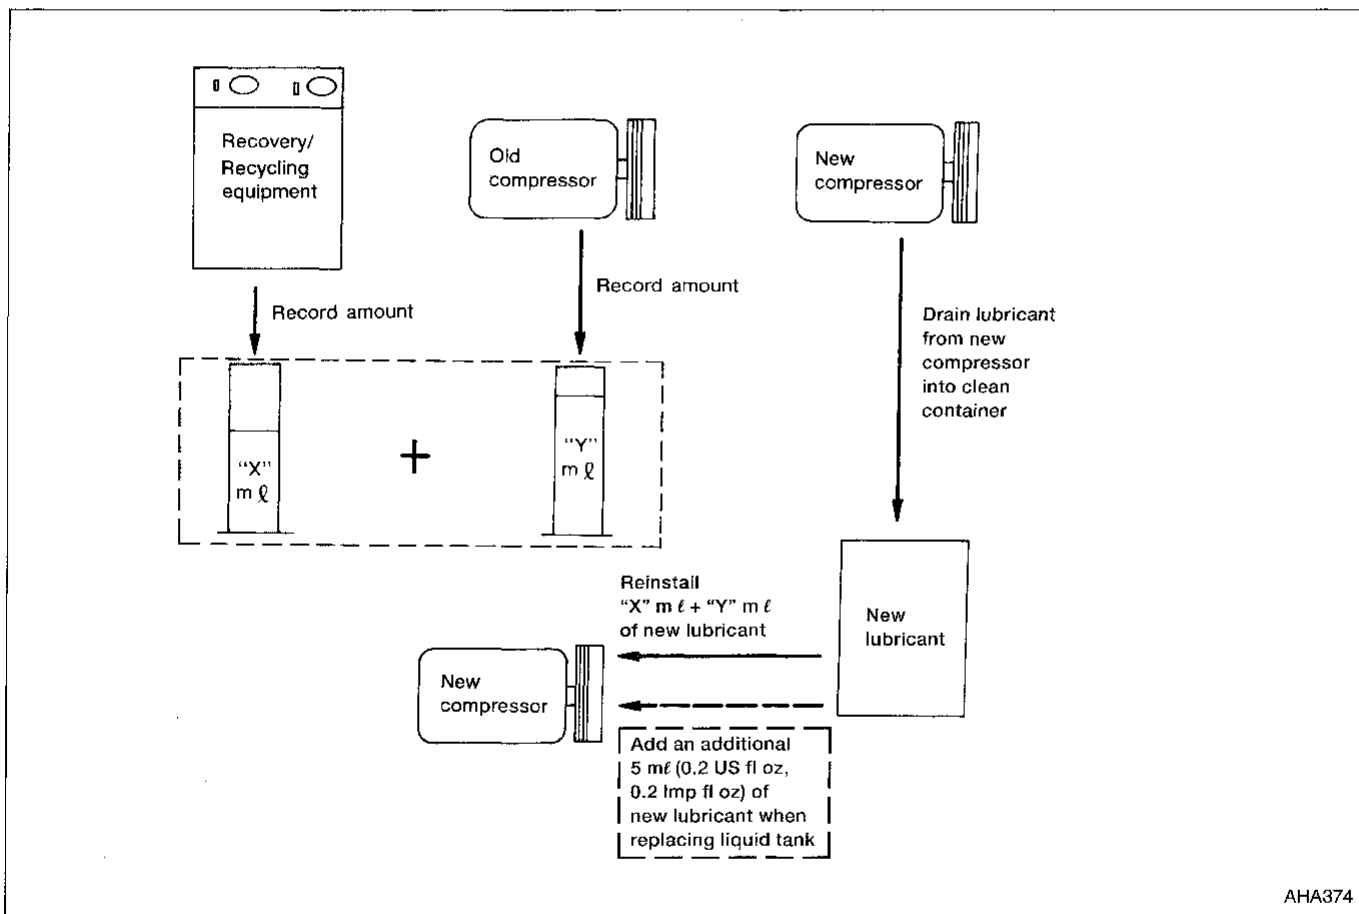 Recovery/
Recycling
equipment
Old
compressor
New
compressor
Record amount
Record amount
Drain lubricant
from new
compressor
into clean
container
"X"
mℓ
+
"Y"
mℓ
Reinstall
"X" mℓ + "Y" mℓ
of new lubricant
New
lubricant
New
compressor
Add an additional
5 mℓ (0.2 US fl oz,
0.2 Imp fl oz) of
new lubricant when
replacing liquid tank
AHA374